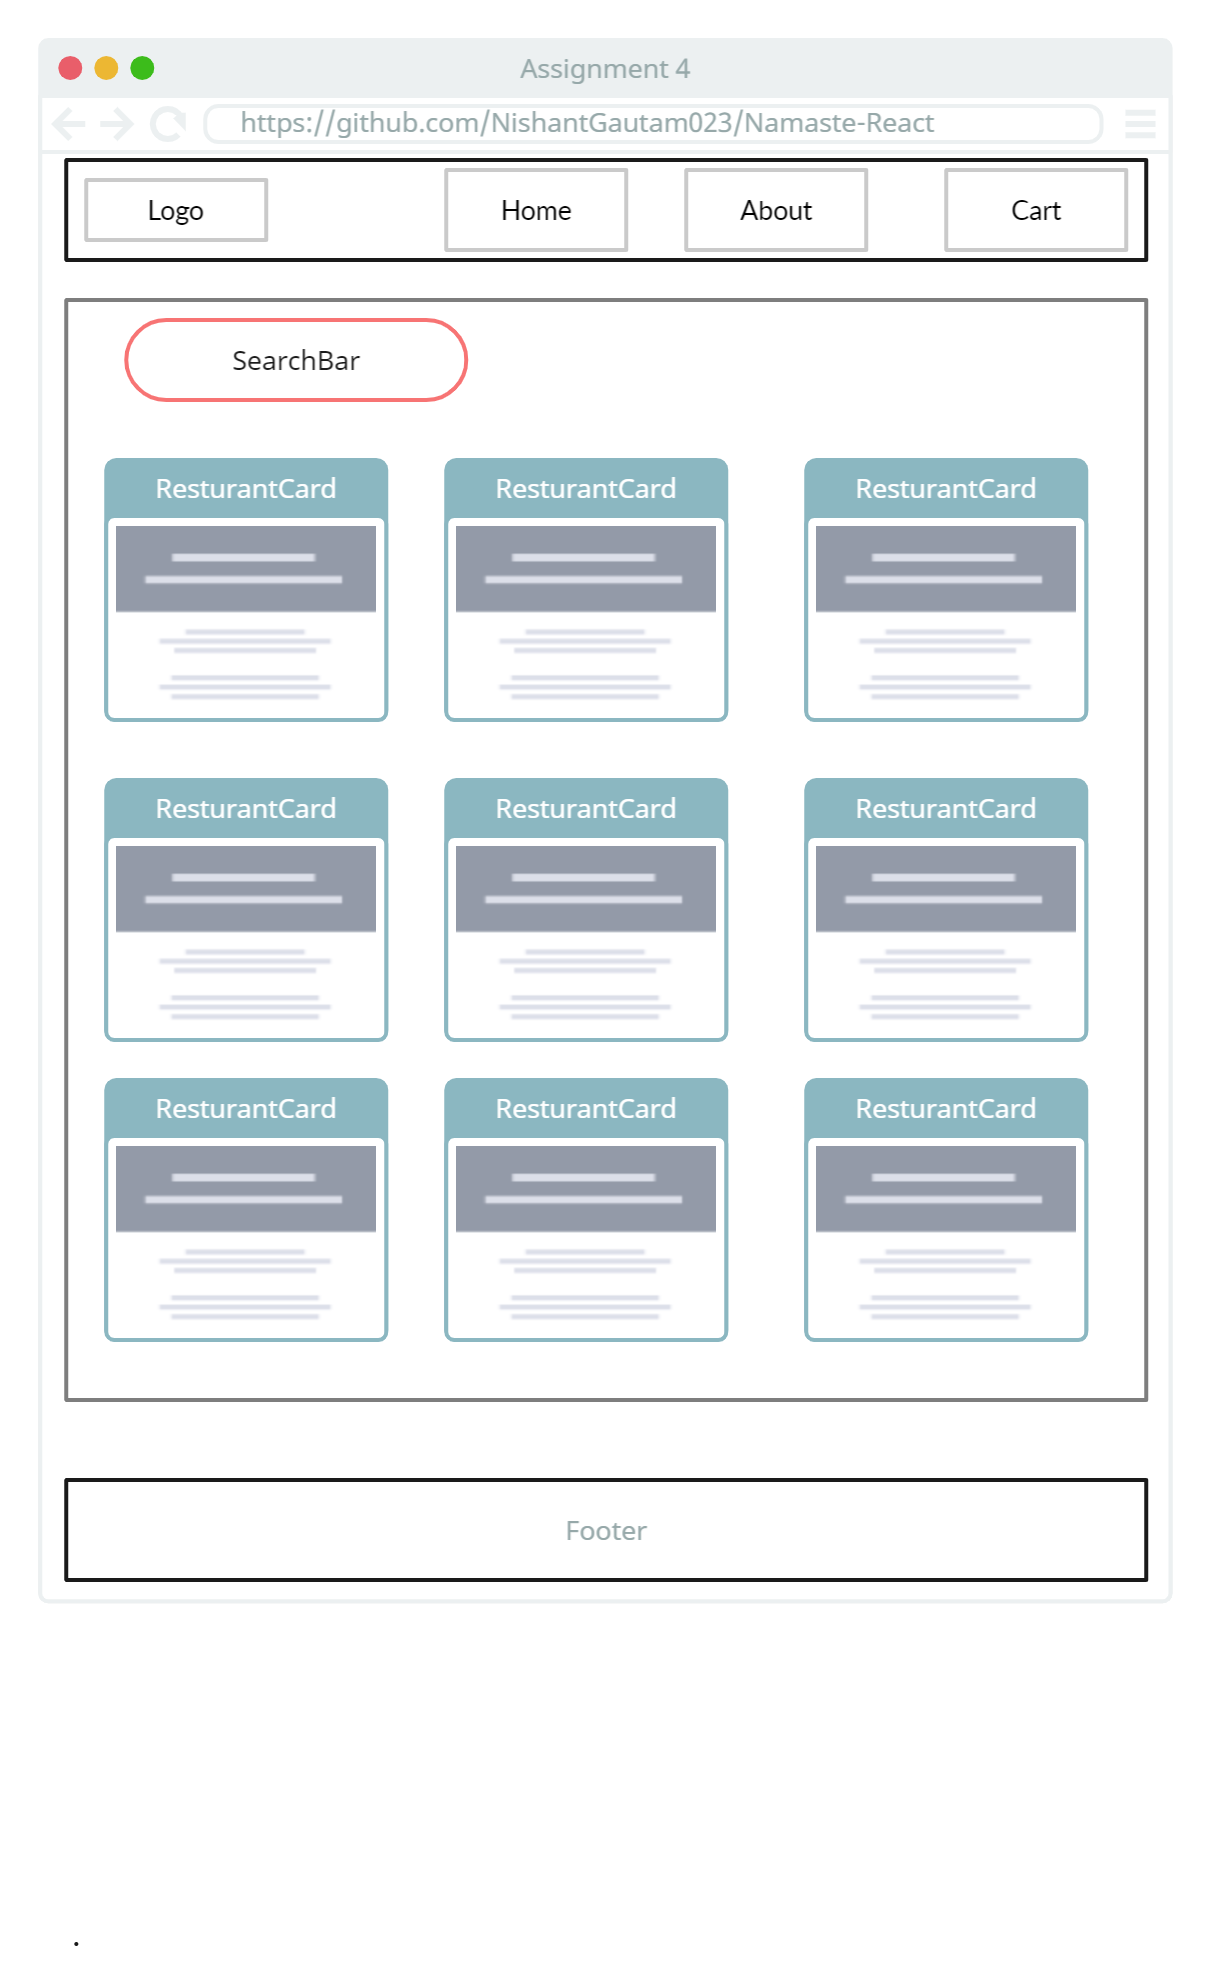 Assignment 4
https://github.com/NishantGautam023/Namaste-React
Logo Home About Cart
SearchBar
ResturantCard ResturantCard ResturantCard
ResturantCard ResturantCard ResturantCard
ResturantCard ResturantCard ResturantCard
Footer
.